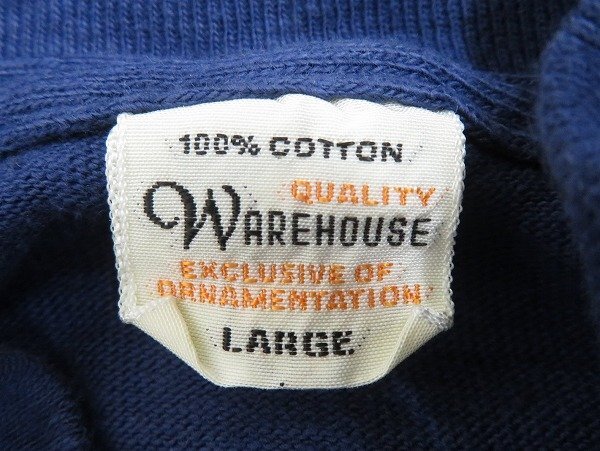 100% COTTON
QUALITY
WAREHOUSE
EXCLUSIVE OF
ORNAMENTATION
LARGE